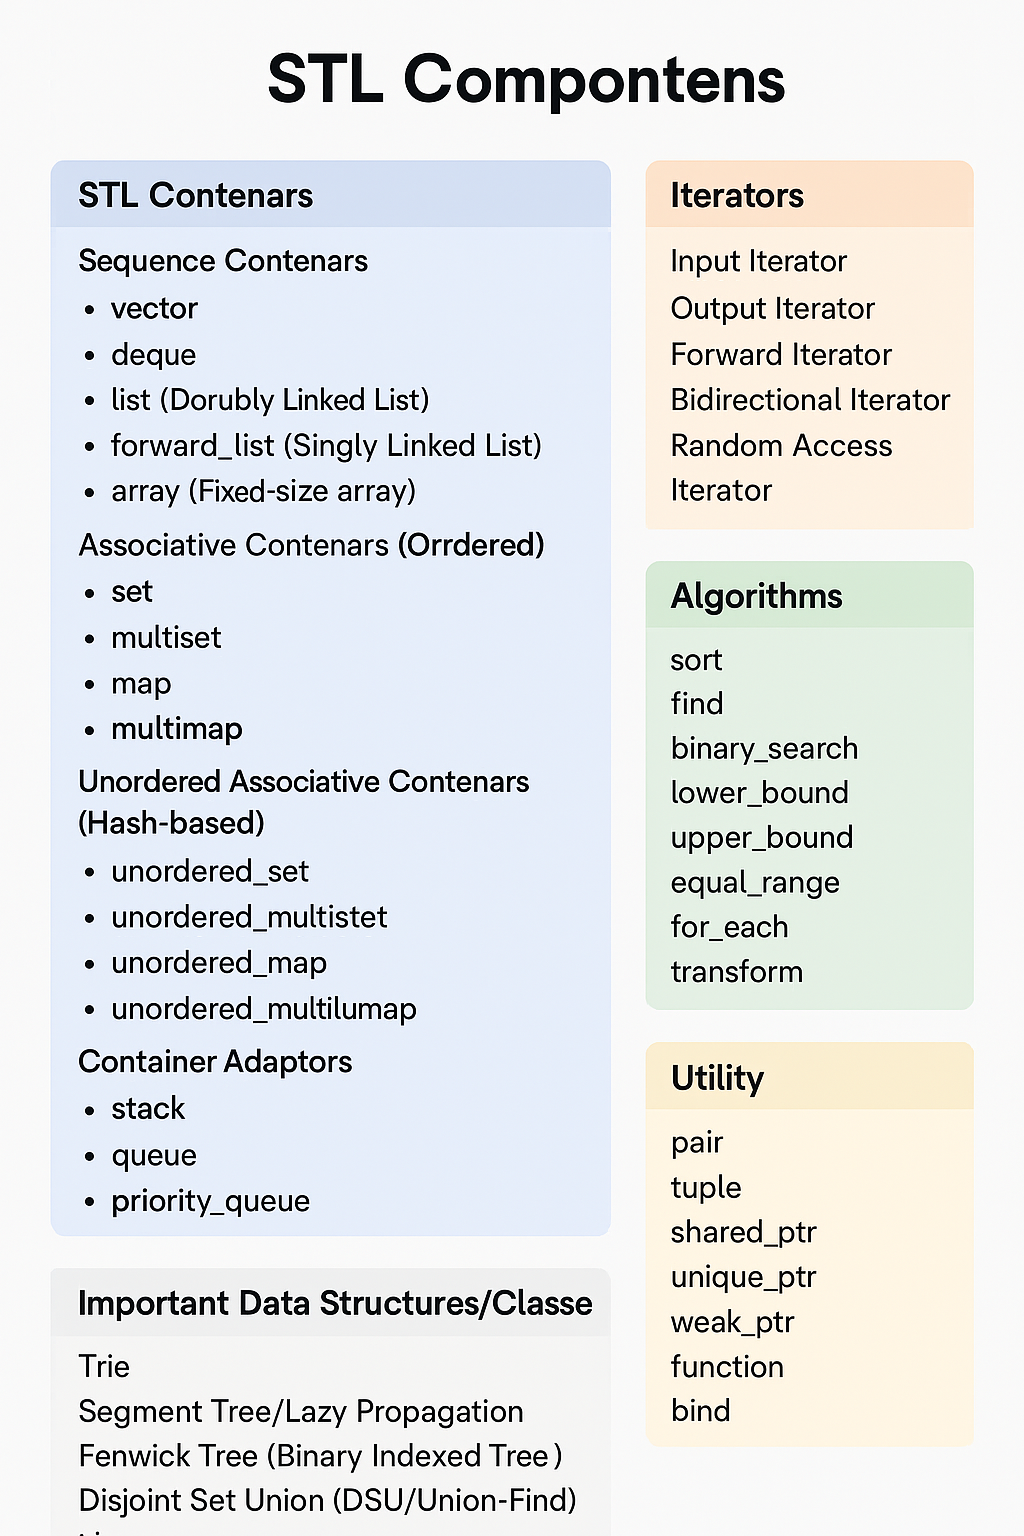 STL Compontens
STL Contenars
Sequence Contenars
• vector
• deque
• list (Dorubly Linked List)
• forward_list (Singly Linked List)
• array (Fixed-size array)
Associative Contenars (Orrdered)
• set
• multiset
• map
• multimap
Unordered Associative Contenars
(Hash-based)
• unordered_set
• unordered_multistet
• unordered_map
• unordered_multilumap
Container Adaptors
• stack
• queue
• priority_queue
Important Data Structures/Classe
Trie
Segment Tree/Lazy Propagation
Fenwick Tree (Binary Indexed Tree)
Disjoint Set Union (DSU/Union-Find)
Iterators
Input Iterator
Output Iterator
Forward Iterator
Bidirectional Iterator
Random Access
Iterator
Algorithms
sort
find
binary_search
lower_bound
upper_bound
equal_range
for_each
transform
Utility
pair
tuple
shared_ptr
unique_ptr
weak_ptr
function
bind